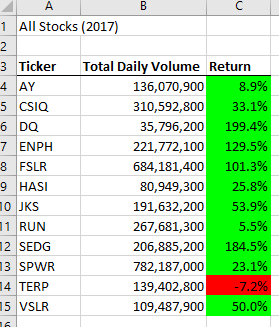 A B C
1 All Stocks (2017)
2
3 Ticker Total Daily Volume Return
4 AY 136,070,900 8.9%
5 CSIQ 310,592,800 33.1%
6 DQ 35,796,200 199.4%
7 ENPH 221,772,100 129.5%
8 FSLR 684,181,400 101.3%
9 HASI 80,949,300 25.8%
10 JKS 191,632,200 53.9%
11 RUN 267,681,300 5.5%
12 SEDG 206,885,200 184.5%
13 SPWR 782,187,000 23.1%
14 TERP 139,402,800 -7.2%
15 VSLR 109,487,900 50.0%